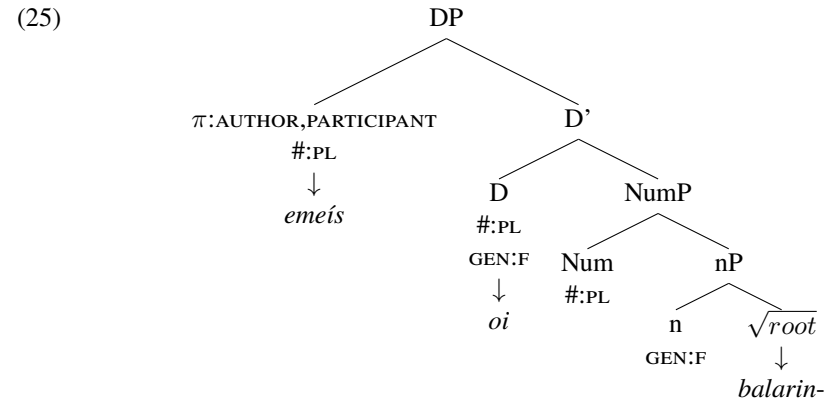 (25)
DP
π:AUTHOR,PARTICIPANT
#:PL
↓
emeís
D’
D
#:PL
GEN:F
↓
oi
NumP
Num
#:PL
nP
n
GEN:F
√root
↓
balarin-